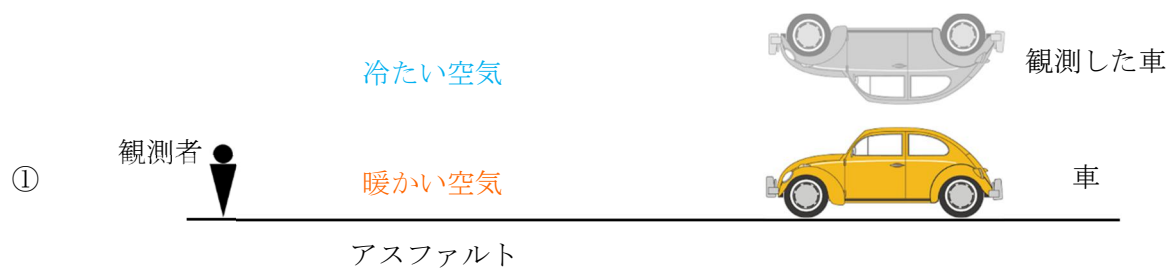 冷たい空気
観測した車
観測者
①
暖かい空気
車
アスファルト